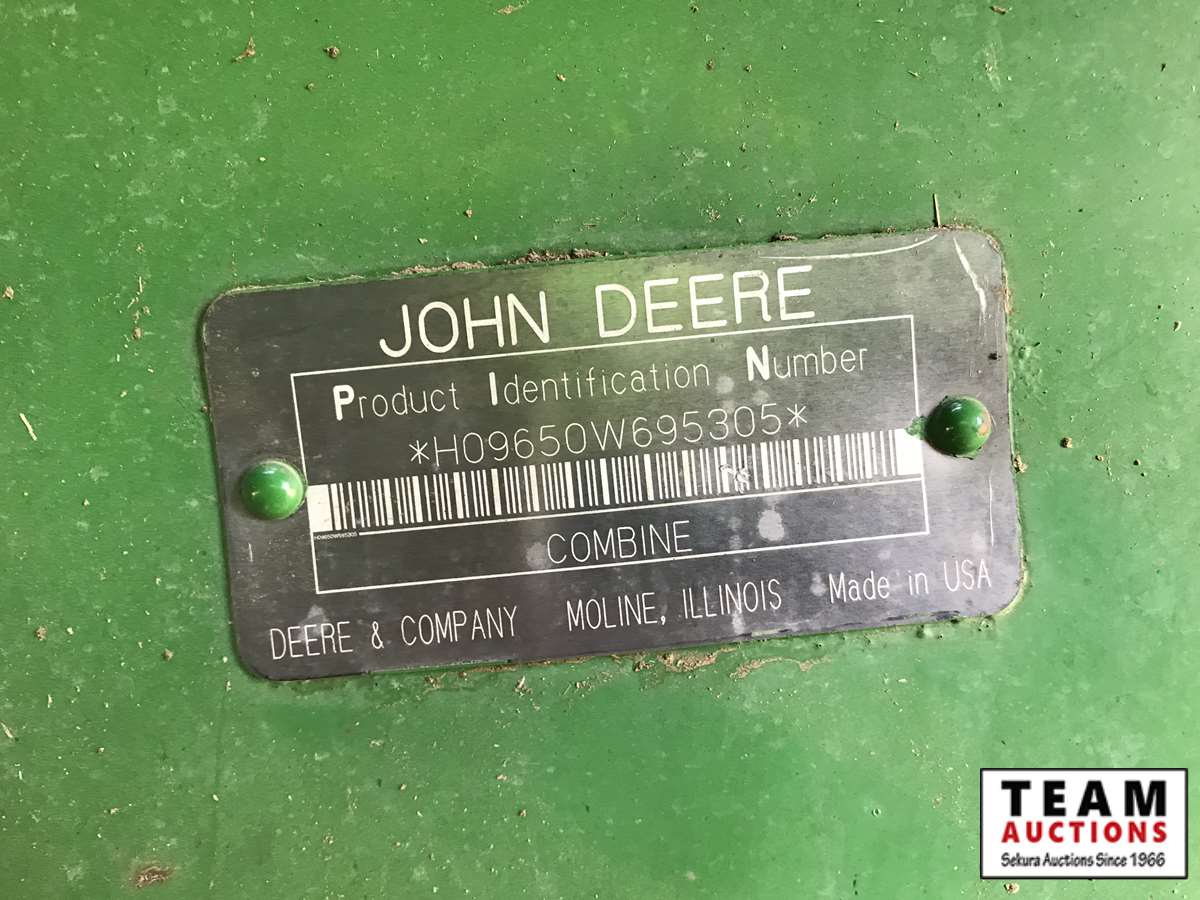 JOHN DEERE
Product Identification Number
*H09650W695305*
H09650W695305
COMBINE
DEERE & COMPANY MOLINE, ILLINOIS Made in USA
TEAM
AUCTIONS
Sekura Auctions Since 1966